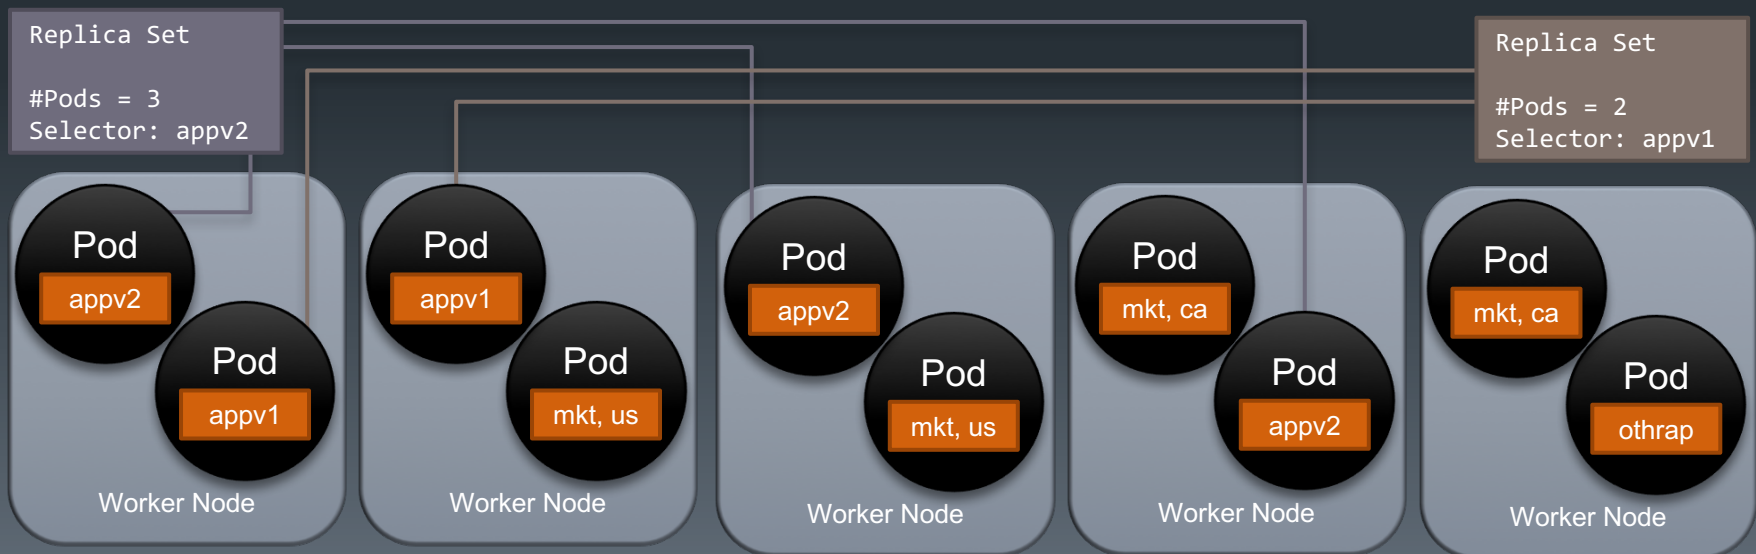 Replica Set
#Pods = 3
Selector: appv2
Replica Set
#Pods = 2
Selector: appv1
Pod
appv2
Pod
appv1
Worker Node
Pod
appv1
Pod
mkt, us
Worker Node
Pod
appv2
Pod
mkt, us
Worker Node
Pod
mkt, ca
Pod
appv2
Worker Node
Pod
mkt, ca
Pod
othrap
Worker Node